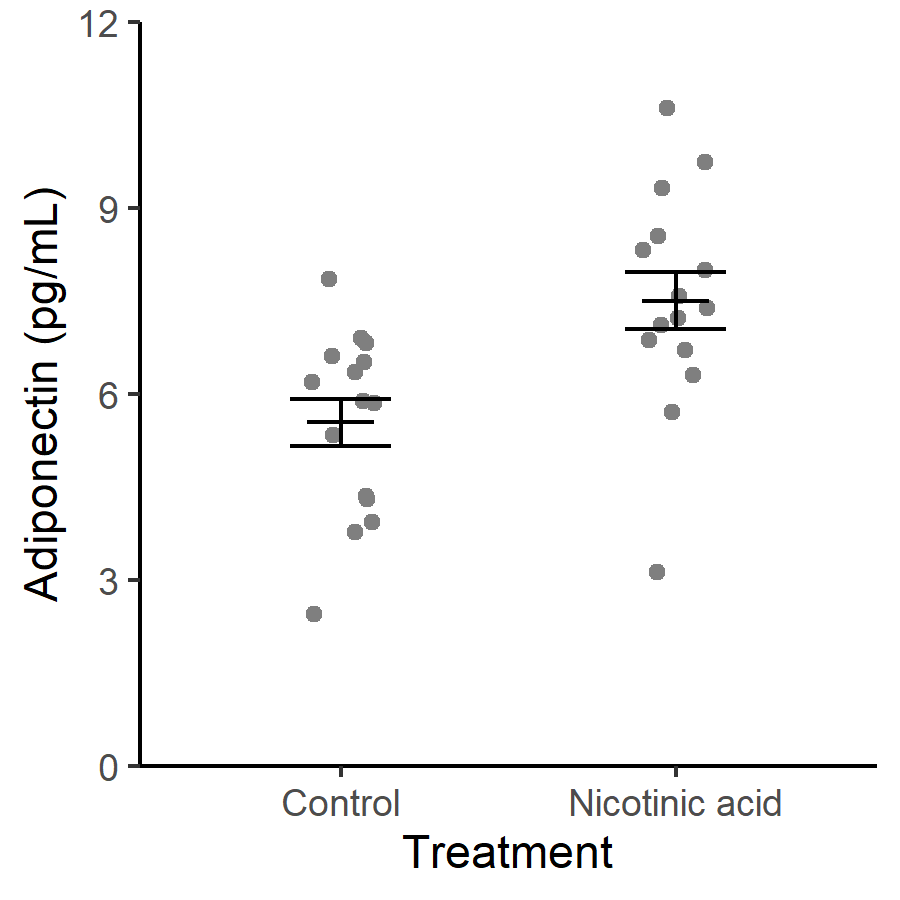 12
9
6
3
0
Adiponectin (pg/mL)
Control
Nicotinic acid
Treatment